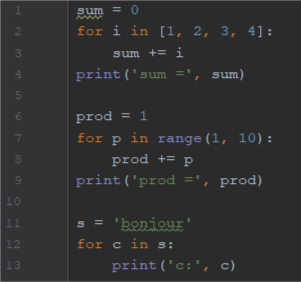 1 sum = 0
2 for i in [1, 2, 3, 4]:
3     sum += i
4 print('sum =', sum)
5
6 prod = 1
7 for p in range(1, 10):
8     prod += p
9 print('prod =', prod)
10
11 s = 'bonjour'
12 for c in s:
13     print('c:', c)